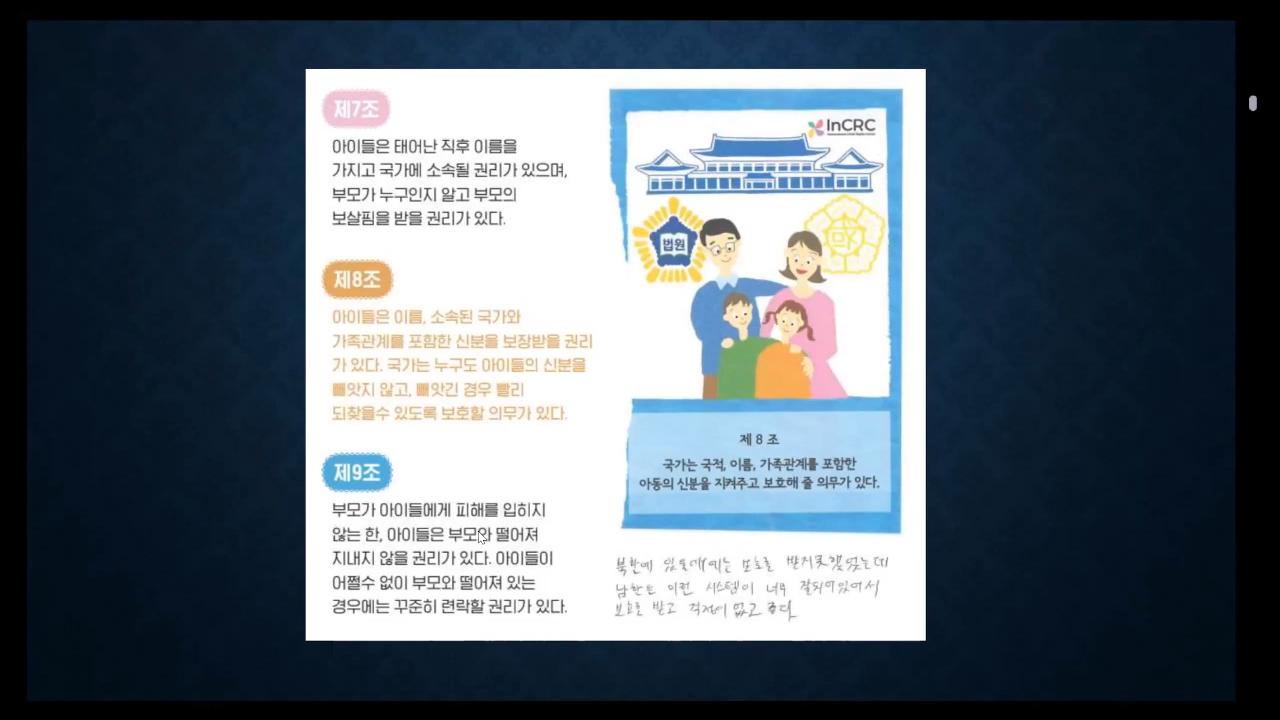 제7조
아이들은 태어난 직후 이름을
가지고 국가에 소속될 권리가 있으며,
부모가 누구인지 알고 부모의
보살핌을 받을 권리가 있다.
제8조
아이들은 이름, 소속된 국가와
가족관계를 포함한 신분을 보장받을 권리
가 있다. 국가는 누구도 아이들의 신분을
빼앗지 않고, 빼앗긴 경우 빨리
되찾을수 있도록 보호할 의무가 있다.
제9조
부모가 아이들에게 피해를 입히지
않는 한, 아이들은 부모와 떨어져
지내지 않을 권리가 있다. 아이들이
어쩔수 없이 부모와 떨어져 있는
경우에는 꾸준히 련락할 권리가 있다.
InCRC
법원
國
제 8 조
국가는 국적, 이름, 가족관계를 포함한
아동의 신분을 지켜주고 보호해 줄 의무가 있다.
북한에 있을때에는 보호를 받지못했었는데
남한은 이런 시스템이 너무 잘되어있어서
보호를 받고 걱정이 없고 좋다